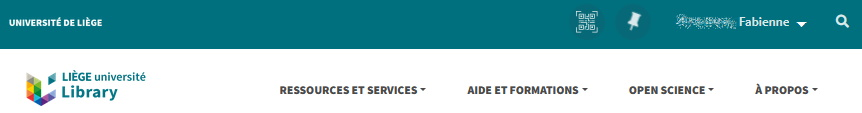 UNIVERSITÉ DE LIÈGE
Fabienne
LIÈGE université
Library
RESSOURCES ET SERVICES
AIDE ET FORMATIONS
OPEN SCIENCE
À PROPOS